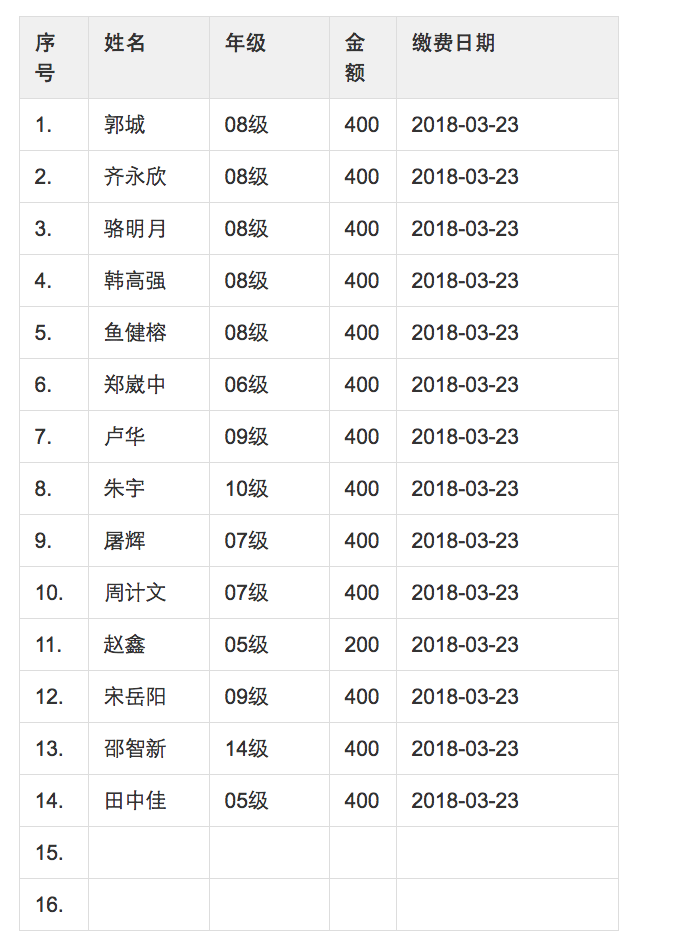 序号 姓名 年级 金额 缴费日期
1. 郭城 08级 400 2018-03-23
2. 齐永欣 08级 400 2018-03-23
3. 骆明月 08级 400 2018-03-23
4. 韩高强 08级 400 2018-03-23
5. 鱼健榕 08级 400 2018-03-23
6. 郑崴中 06级 400 2018-03-23
7. 卢华 09级 400 2018-03-23
8. 朱宇 10级 400 2018-03-23
9. 屠辉 07级 400 2018-03-23
10. 周计文 07级 400 2018-03-23
11. 赵鑫 05级 200 2018-03-23
12. 宋岳阳 09级 400 2018-03-23
13. 邵智新 14级 400 2018-03-23
14. 田中佳 05级 400 2018-03-23
15.
16.